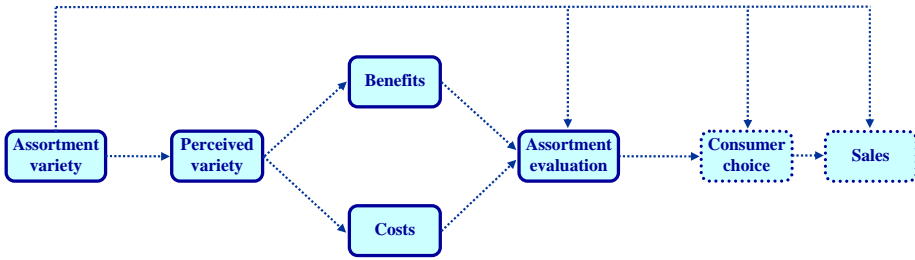 Benefits
Assortment
variety
Perceived
variety
Assortment
evaluation
Consumer
choice
Sales
Costs